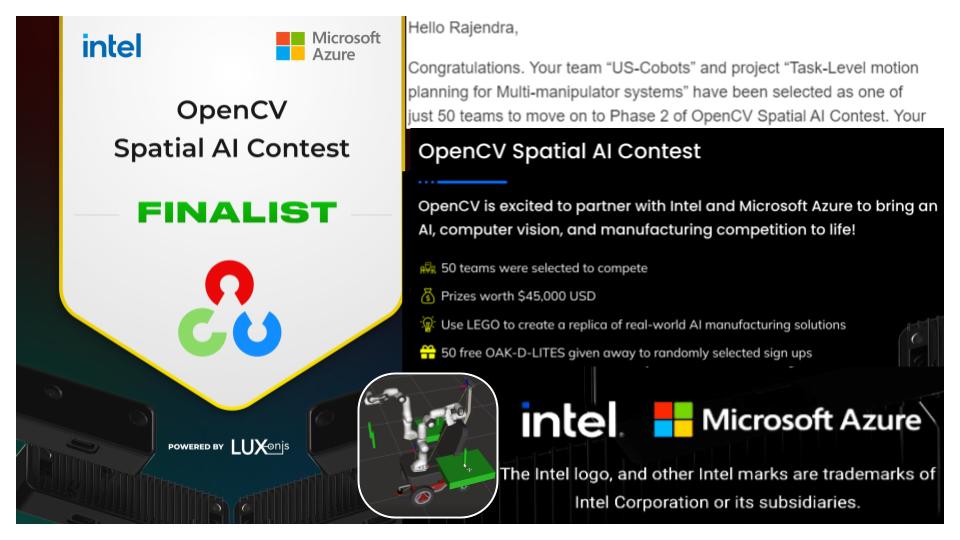 intel
Microsoft
Azure
OpenCV
Spatial AI Contest
FINALIST
POWERED BY LUXonis
Hello Rajendra,
Congratulations. Your team “US-Cobots” and project “Task-Level motion
planning for Multi-manipulator systems” have been selected as one of
just 50 teams to move on to Phase 2 of OpenCV Spatial AI Contest. Your
OpenCV Spatial AI Contest
OpenCV is excited to partner with Intel and Microsoft Azure to bring an
AI, computer vision, and manufacturing competition to life!
50 teams were selected to compete
Prizes worth $45,000 USD
Use LEGO to create a replica of real-world AI manufacturing solutions
50 free OAK-D-LITES given away to randomly selected sign ups
intel. Microsoft Azure
The Intel logo, and other Intel marks are trademarks of
Intel Corporation or its subsidiaries.